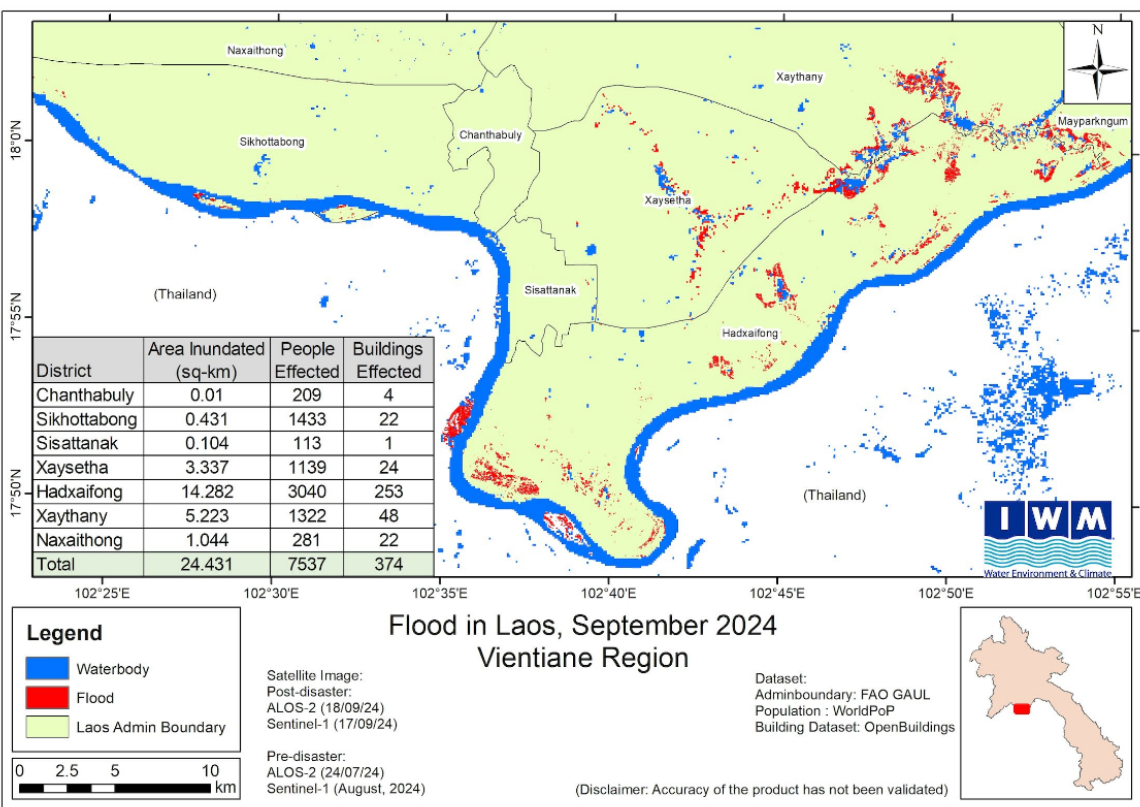 N
Naxaithong
Xaythany
Mayparkngum
Chanthabuly
Sikhottabong
Xaysetha
Sisattanak
(Thailand)
Hadxaifong
(Thailand)
18°0'N
17°55'N
17°50'N
District Area Inundated (sq-km) People Effected Buildings Effected
Chanthabuly 0.01 209 4
Sikhottabong 0.431 1433 22
Sisattanak 0.104 113 1
Xaysetha 3.337 1139 24
Hadxaifong 14.282 3040 253
Xaythany 5.223 1322 48
Naxaithong 1.044 281 22
Total 24.431 7537 374
IWM
Water Environment & Climate
102°25'E 102°30'E 102°35'E 102°40'E 102°45'E 102°50'E 102°55'E
Legend
Waterbody
Flood
Laos Admin Boundary
0 2.5 5 10
km
Flood in Laos, September 2024
Vientiane Region
Satellite Image:
Post-disaster:
ALOS-2 (18/09/24)
Sentinel-1 (17/09/24)
Pre-disaster:
ALOS-2 (24/07/24)
Sentinel-1 (August, 2024)
Dataset:
Adminboundary: FAO GAUL
Population : WorldPoP
Building Dataset: OpenBuildings
(Disclaimer: Accuracy of the product has not been validated)